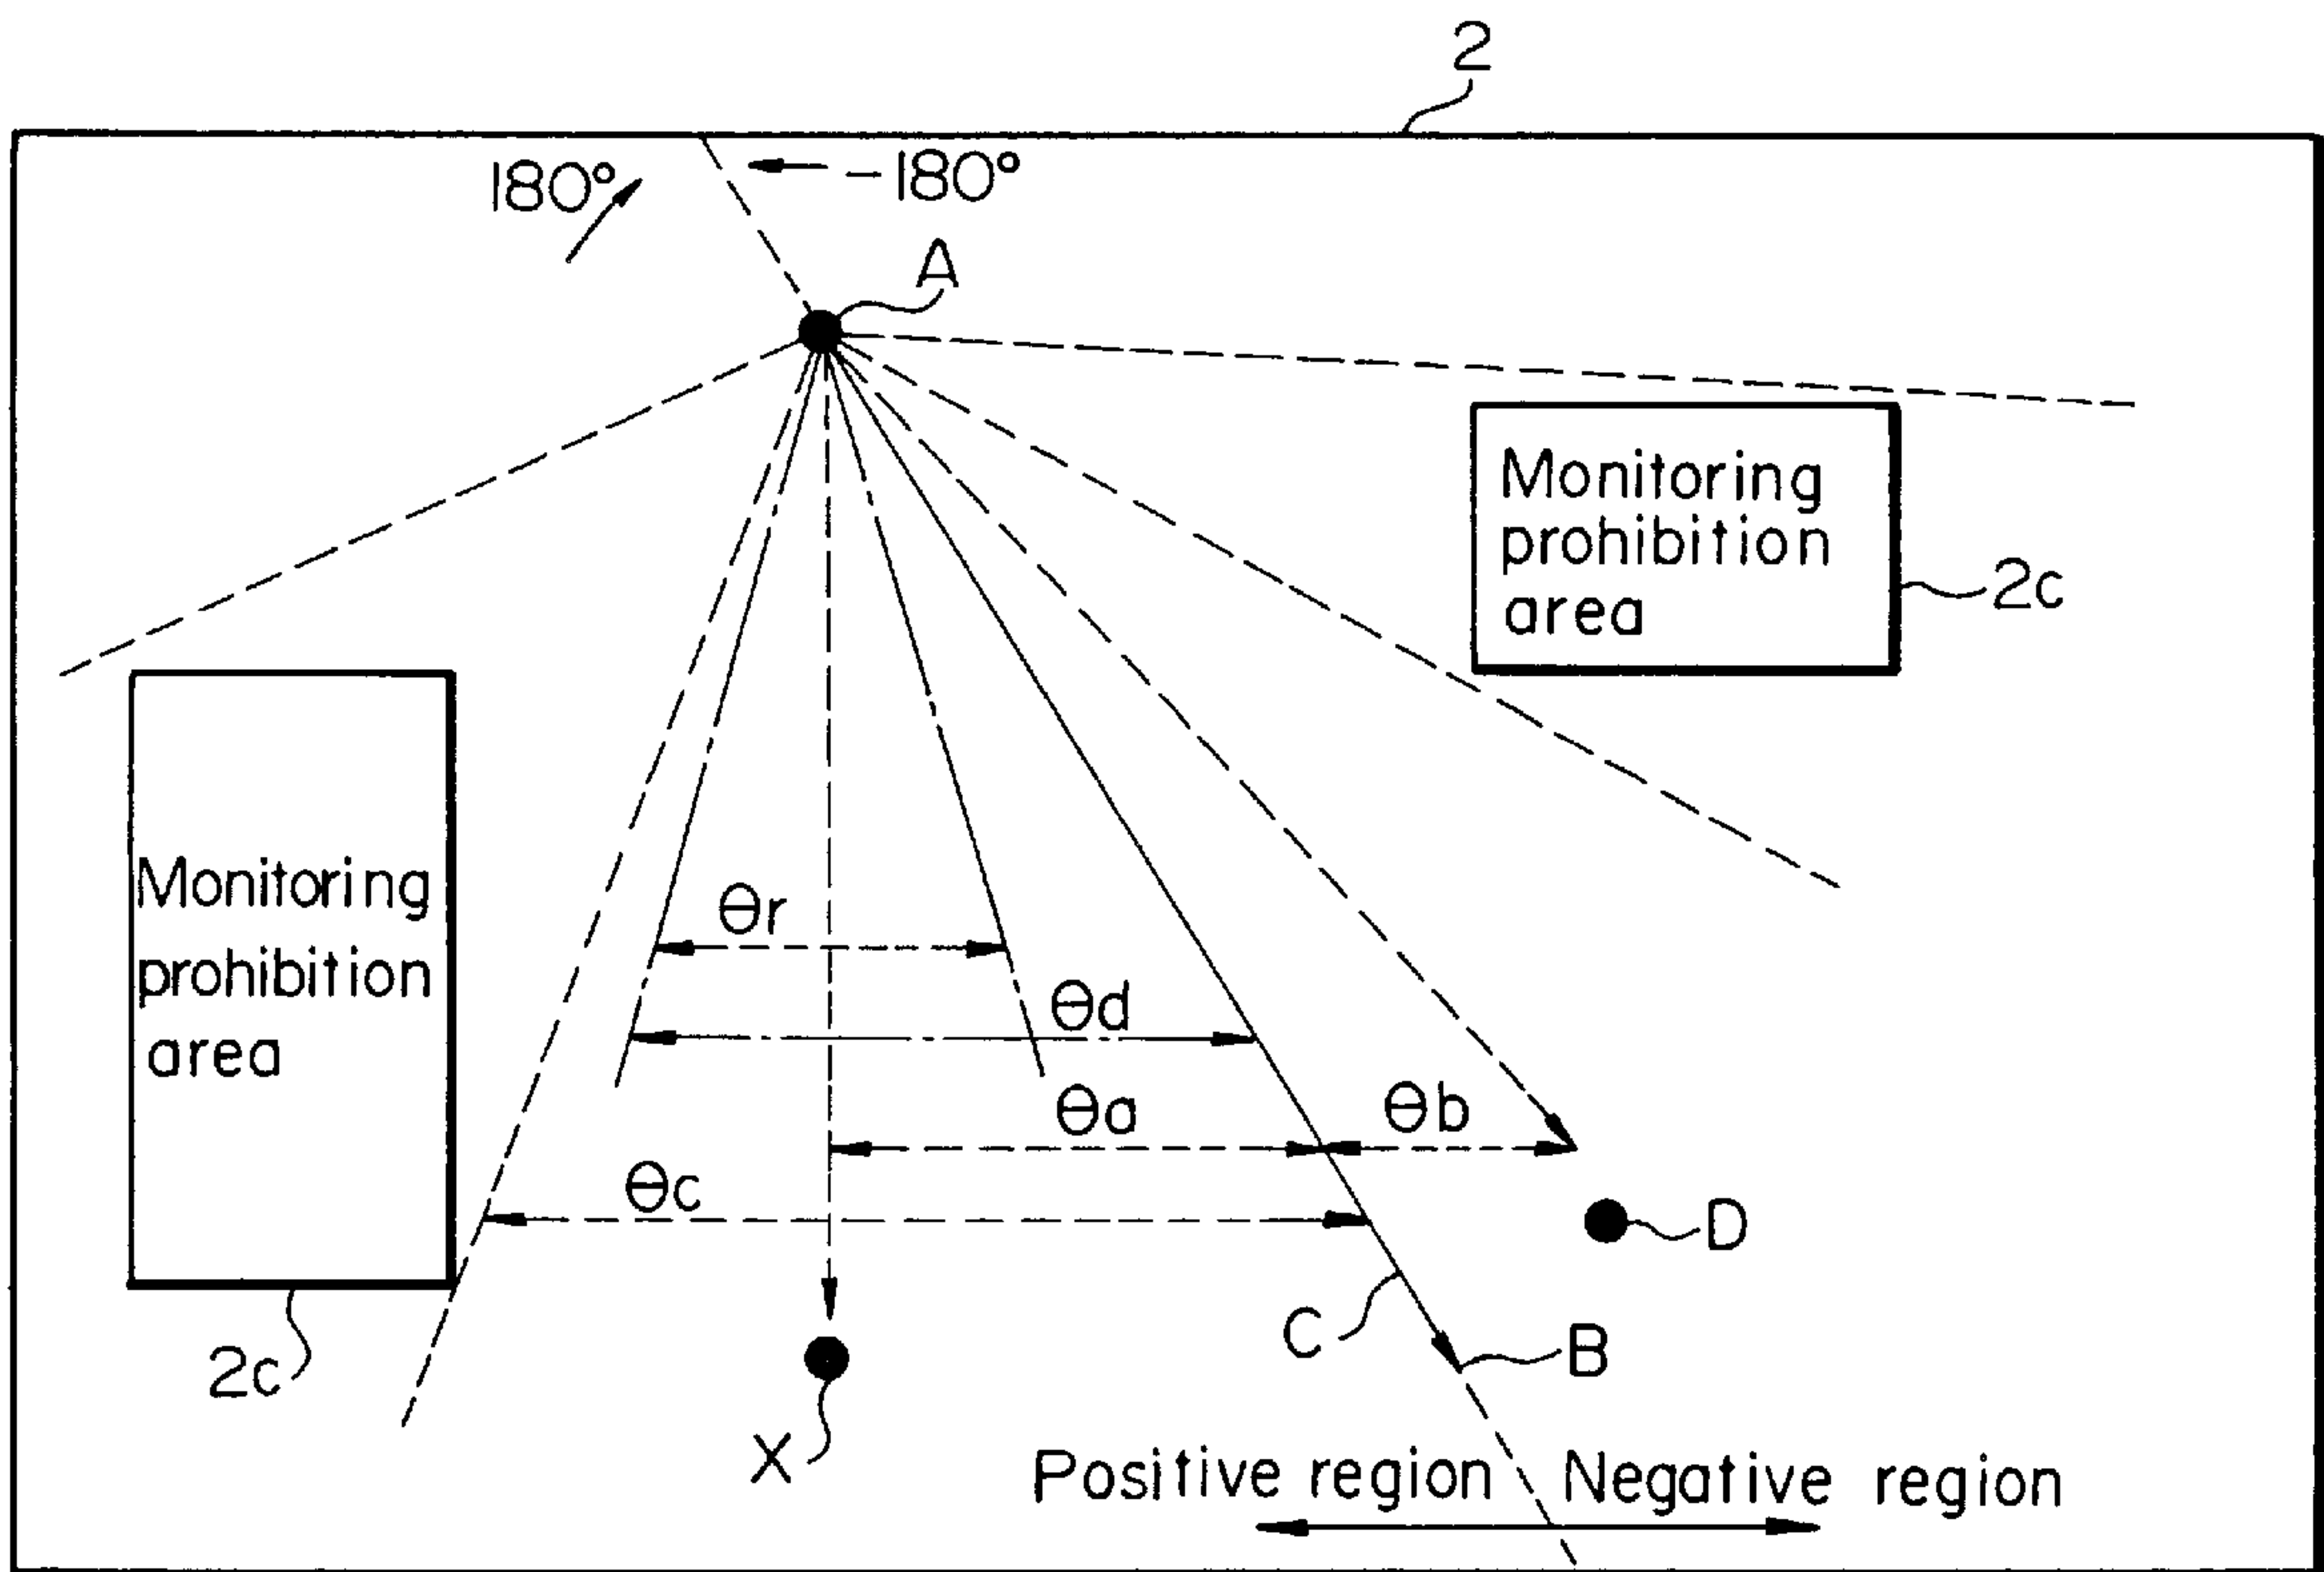 2
180°
-180°
A
Monitoring
prohibition
area
2c
Monitoring
prohibition
area
θr
θd
θa
θb
θc
D
C
B
2c
X
Positive region
Negative region